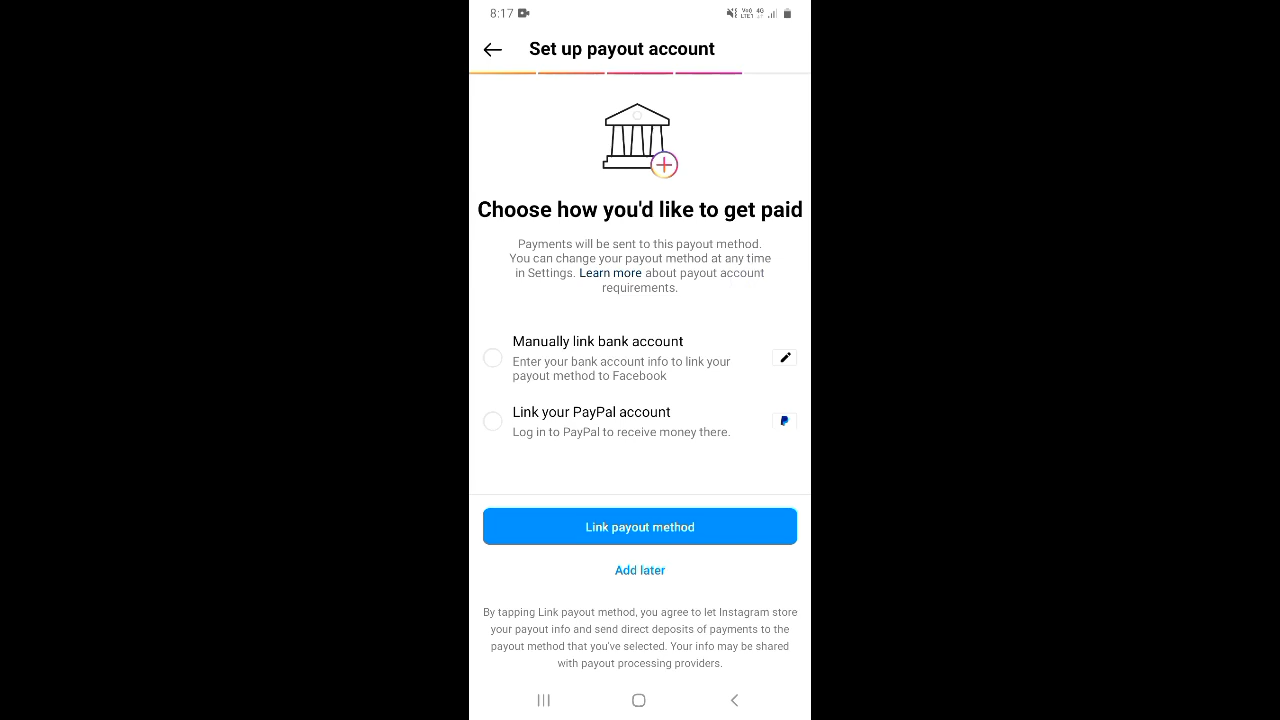 8:17
Vo) 4G
LTE1
Set up payout account
Choose how you'd like to get paid
Payments will be sent to this payout method.
You can change your payout method at any time
in Settings. Learn more about payout account
requirements.
Manually link bank account
Enter your bank account info to link your
payout method to Facebook
Link your PayPal account
Log in to PayPal to receive money there.
Link payout method
Add later
By tapping Link payout method, you agree to let Instagram store
your payout info and send direct deposits of payments to the
payout method that you've selected. Your info may be shared
with payout processing providers.